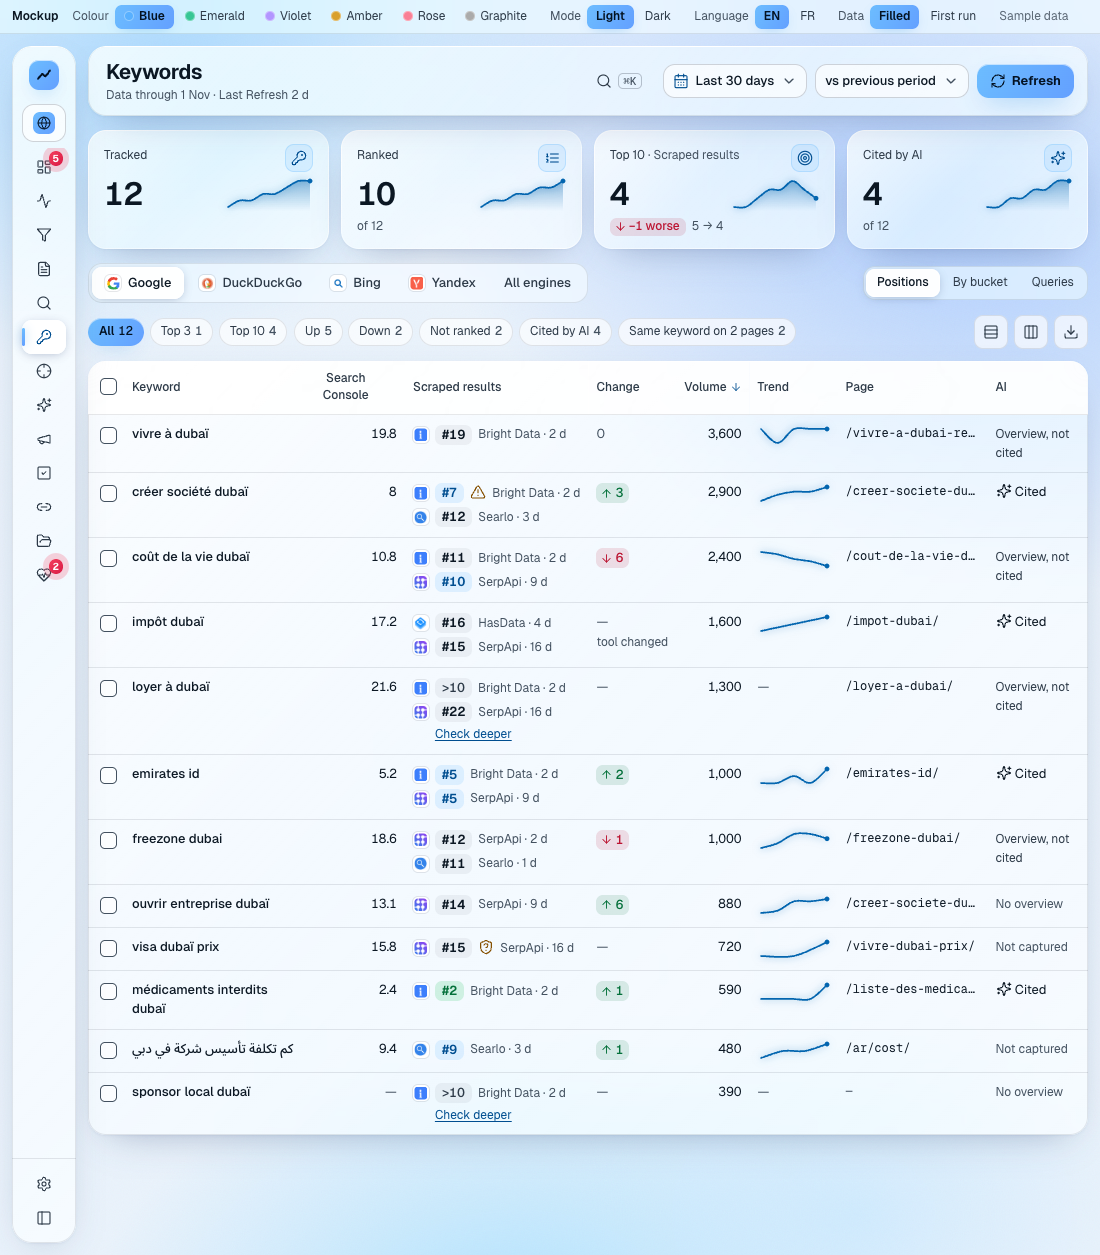 Mockup Colour Blue Emerald Violet Amber Rose Graphite Mode Light Dark Language EN FR Data Filled First run Sample data
Keywords
Data through 1 Nov · Last Refresh 2 d
⌘K
Last 30 days
vs previous period
Refresh
5
2
Tracked
12
Ranked
10
of 12
Top 10 · Scraped results
4
↓ −1 worse 5 → 4
Cited by AI
4
of 12
Google DuckDuckGo Bing Yandex All engines
Positions By bucket Queries
All 12 Top 3 1 Top 10 4 Up 5 Down 2 Not ranked 2 Cited by AI 4 Same keyword on 2 pages 2
Keyword Search Console Scraped results Change Volume ↓ Trend Page AI
vivre à dubaï 19.8 #19 Bright Data · 2 d 0 3,600 /vivre-a-dubai-re… Overview, not
cited
créer société dubaï 8 #7 Bright Data · 2 d ↑ 3 2,900 /creer-societe-du… Cited
#12 Searlo · 3 d
coût de la vie dubaï 10.8 #11 Bright Data · 2 d ↓ 6 2,400 /cout-de-la-vie-d… Overview, not
#10 SerpApi · 9 d cited
impôt dubaï 17.2 #16 HasData · 4 d — 1,600 /impot-dubai/ Cited
#15 SerpApi · 16 d tool changed
loyer à dubaï 21.6 >10 Bright Data · 2 d — 1,300 — /loyer-a-dubai/ Overview, not
#22 SerpApi · 16 d cited
Check deeper
emirates id 5.2 #5 Bright Data · 2 d ↑ 2 1,000 /emirates-id/ Cited
#5 SerpApi · 9 d
freezone dubai 18.6 #12 SerpApi · 2 d ↓ 1 1,000 /freezone-dubai/ Overview, not
#11 Searlo · 1 d cited
ouvrir entreprise dubaï 13.1 #14 SerpApi · 9 d ↑ 6 880 /creer-societe-du… No overview
visa dubaï prix 15.8 #15 SerpApi · 16 d — 720 /vivre-dubai-prix/ Not captured
médicaments interdits 2.4 #2 Bright Data · 2 d ↑ 1 590 /liste-des-medica… Cited
dubaï
كم تكلفة تأسيس شركة في دبي 9.4 #9 Searlo · 3 d ↑ 1 480 /ar/cost/ Not captured
sponsor local dubaï — >10 Bright Data · 2 d — 390 — – No overview
Check deeper